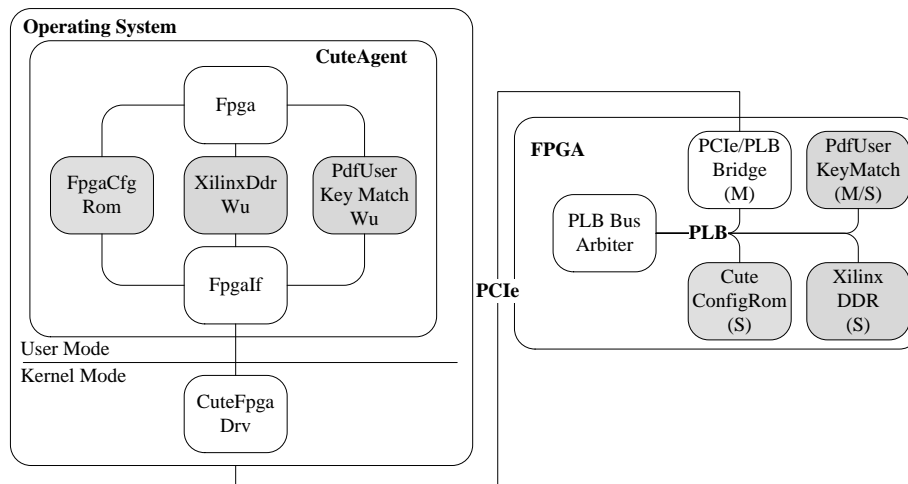 Operating System
CuteAgent
Fpga
FpgaCfg
Rom
XilinxDdr
Wu
PdfUser
Key Match
Wu
FpgaIf
User Mode
Kernel Mode
CuteFpga
Drv
PCIe
FPGA
PCIe/PLB
Bridge
(M)
PdfUser
KeyMatch
(M/S)
PLB Bus
Arbiter
PLB
Cute
ConfigRom
(S)
Xilinx
DDR
(S)